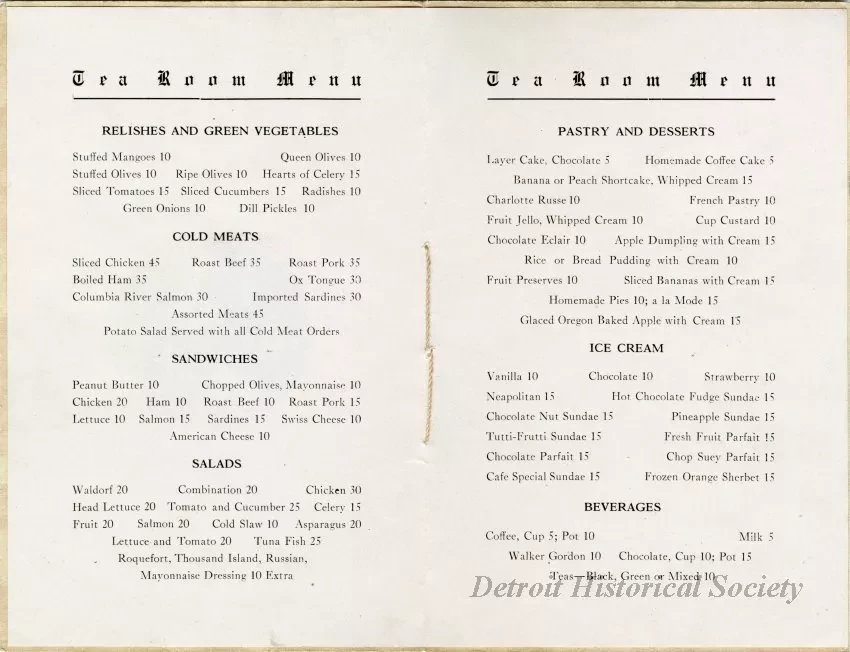 Tea Room Menu
RELISHES AND GREEN VEGETABLES
Stuffed Mangoes 10 Queen Olives 10
Stuffed Olives 10 Ripe Olives 10 Hearts of Celery 15
Sliced Tomatoes 15 Sliced Cucumbers 15 Radishes 10
Green Onions 10 Dill Pickles 10
COLD MEATS
Sliced Chicken 45 Roast Beef 35 Roast Pork 35
Boiled Ham 35 Ox Tongue 30
Columbia River Salmon 30 Imported Sardines 30
Assorted Meats 45
Potato Salad Served with all Cold Meat Orders
SANDWICHES
Peanut Butter 10 Chopped Olives, Mayonnaise 10
Chicken 20 Ham 10 Roast Beef 10 Roast Pork 15
Lettuce 10 Salmon 15 Sardines 15 Swiss Cheese 10
American Cheese 10
SALADS
Waldorf 20 Combination 20 Chicken 30
Head Lettuce 20 Tomato and Cucumber 25 Celery 15
Fruit 20 Salmon 20 Cold Slaw 10 Asparagus 20
Lettuce and Tomato 20 Tuna Fish 25
Roquefort, Thousand Island, Russian,
Mayonnaise Dressing 10 Extra
Tea Room Menu
PASTRY AND DESSERTS
Layer Cake, Chocolate 5 Homemade Coffee Cake 5
Banana or Peach Shortcake, Whipped Cream 15
Charlotte Russe 10 French Pastry 10
Fruit Jello, Whipped Cream 10 Cup Custard 10
Chocolate Eclair 10 Apple Dumpling with Cream 15
Rice or Bread Pudding with Cream 10
Fruit Preserves 10 Sliced Bananas with Cream 15
Homemade Pies 10; a la Mode 15
Glaced Oregon Baked Apple with Cream 15
ICE CREAM
Vanilla 10 Chocolate 10 Strawberry 10
Neapolitan 15 Hot Chocolate Fudge Sundae 15
Chocolate Nut Sundae 15 Pineapple Sundae 15
Tutti-Frutti Sundae 15 Fresh Fruit Parfait 15
Chocolate Parfait 15 Chop Suey Parfait 15
Cafe Special Sundae 15 Frozen Orange Sherbet 15
BEVERAGES
Coffee, Cup 5; Pot 10 Milk 5
Walker Gordon 10 Chocolate, Cup 10; Pot 15
Teas—Black, Green or Mixed 10
Detroit Historical Society